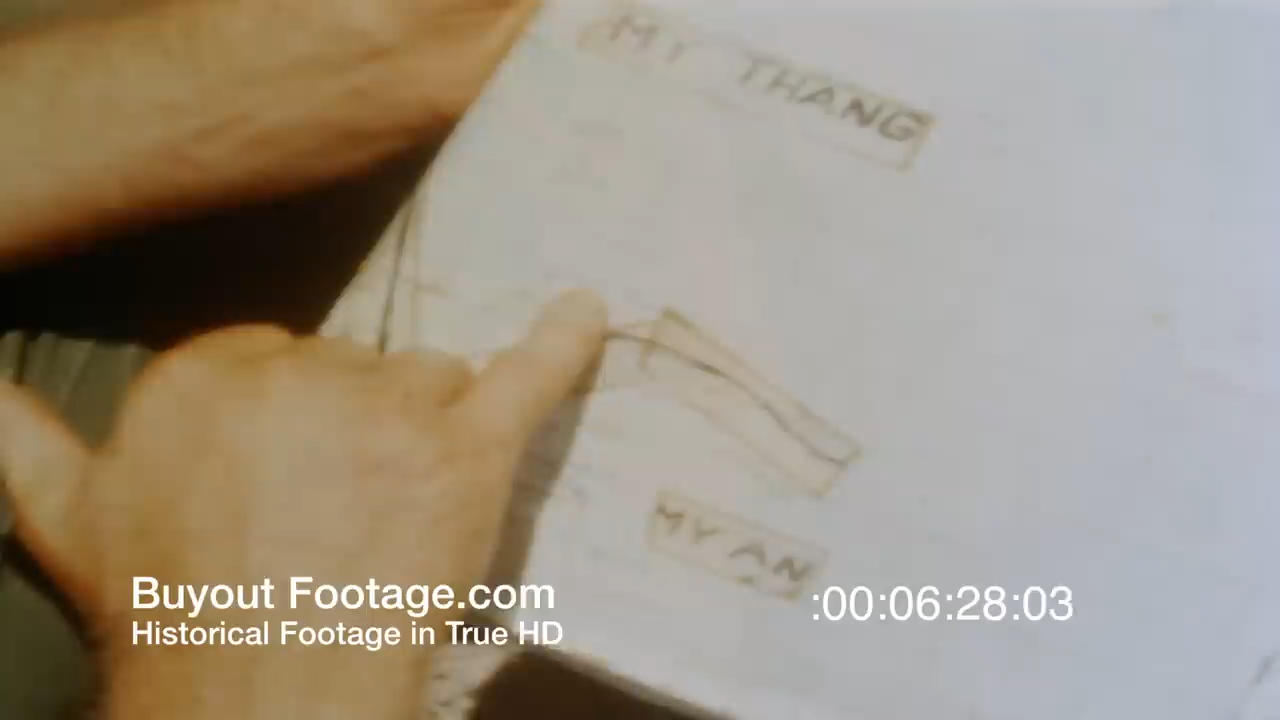 MY THANG
MY AN
Buyout Footage.com
Historical Footage in True HD
:00:06:28:03